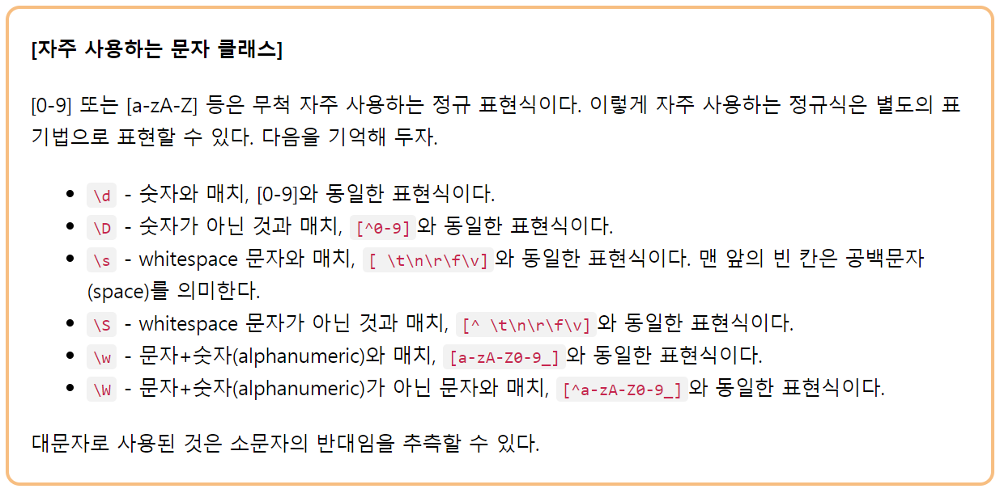 [자주 사용하는 문자 클래스]
[0-9] 또는 [a-zA-Z] 등은 무척 자주 사용하는 정규 표현식이다. 이렇게 자주 사용하는 정규식은 별도의 표
기법으로 표현할 수 있다. 다음을 기억해 두자.
• \d - 숫자와 매치, [0-9]와 동일한 표현식이다.
• \D - 숫자가 아닌 것과 매치, [^0-9]와 동일한 표현식이다.
• \s - whitespace 문자와 매치, [ \t\n\r\f\v]와 동일한 표현식이다. 맨 앞의 빈 칸은 공백문자
(space)를 의미한다.
• \S - whitespace 문자가 아닌 것과 매치, [^ \t\n\r\f\v]와 동일한 표현식이다.
• \w - 문자+숫자(alphanumeric)와 매치, [a-zA-Z0-9_]와 동일한 표현식이다.
• \W - 문자+숫자(alphanumeric)가 아닌 문자와 매치, [^a-zA-Z0-9_]와 동일한 표현식이다.
대문자로 사용된 것은 소문자의 반대임을 추측할 수 있다.